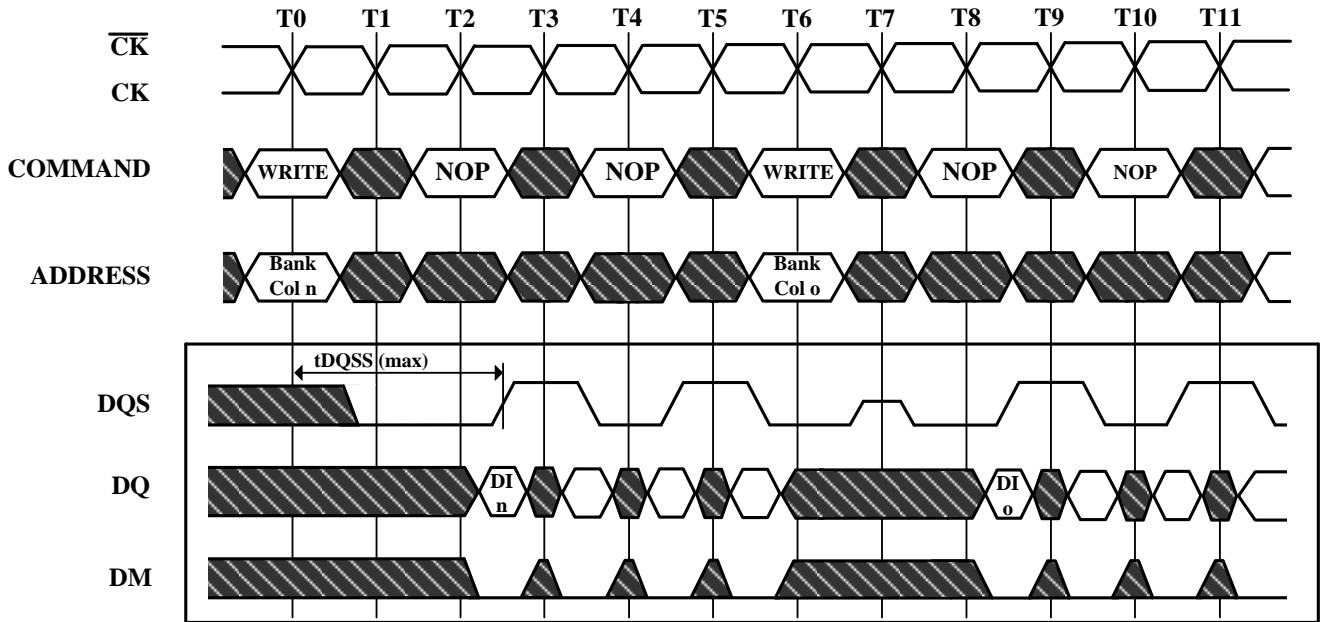 T0 T1 T2 T3 T4 T5 T6 T7 T8 T9 T10 T11
CK
CK
COMMAND
WRITE NOP NOP WRITE NOP NOP
ADDRESS
Bank
Col n
Bank
Col o
tDQSS (max)
DQS
DQ
DI
n
DI
o
DM